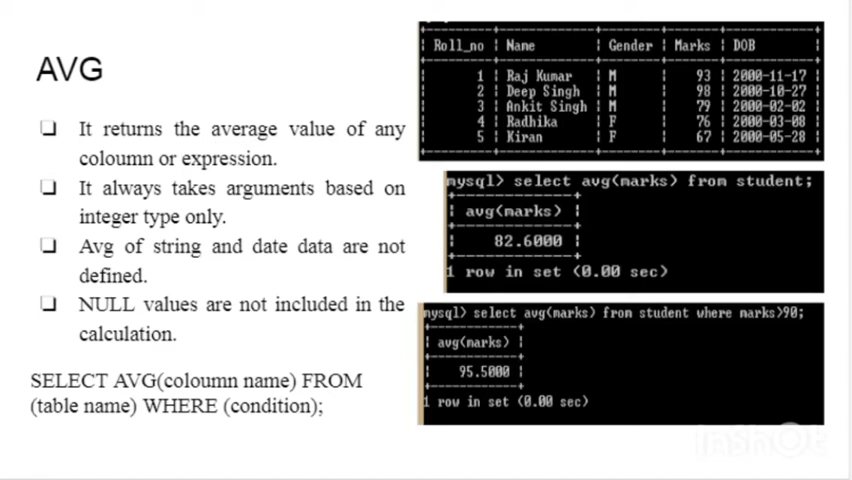 AVG
❑ It returns the average value of any
coloumn or expression.
❑ It always takes arguments based on
integer type only.
❑ Avg of string and date data are not
defined.
❑ NULL values are not included in the
calculation.
SELECT AVG(coloumn name) FROM
(table name) WHERE (condition);
| Roll_no | Name | Gender | Marks | DOB |
| 1 | Raj Kumar | M | 93 | 2000-11-17 |
| 2 | Deep Singh | M | 98 | 2000-10-27 |
| 3 | Ankit Singh | M | 79 | 2000-02-02 |
| 4 | Radhika | F | 76 | 2000-03-08 |
| 5 | Kiran | F | 67 | 2000-05-28 |
mysql> select avg(marks) from student;
| avg(marks) |
| 82.6000 |
1 row in set (0.00 sec)
mysql> select avg(marks) from student where marks>90;
| avg(marks) |
| 95.5000 |
1 row in set (0.00 sec)
InShOt